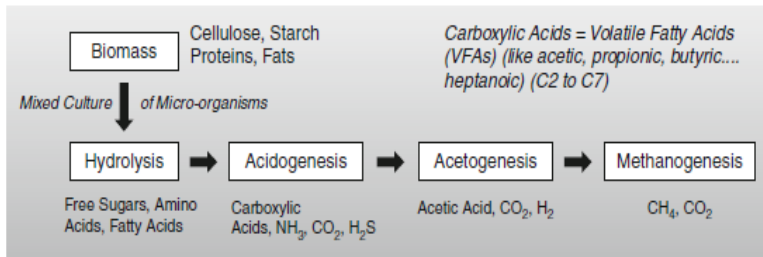 Biomass
Cellulose, Starch
Proteins, Fats
Carboxylic Acids = Volatile Fatty Acids
(VFAs) (like acetic, propionic, butyric....
heptanoic) (C2 to C7)
Mixed Culture of Micro-organisms
Hydrolysis
Acidogenesis
Acetogenesis
Methanogenesis
Free Sugars, Amino
Acids, Fatty Acids
Carboxylic
Acids, NH₃, CO₂, H₂S
Acetic Acid, CO₂, H₂
CH₄, CO₂